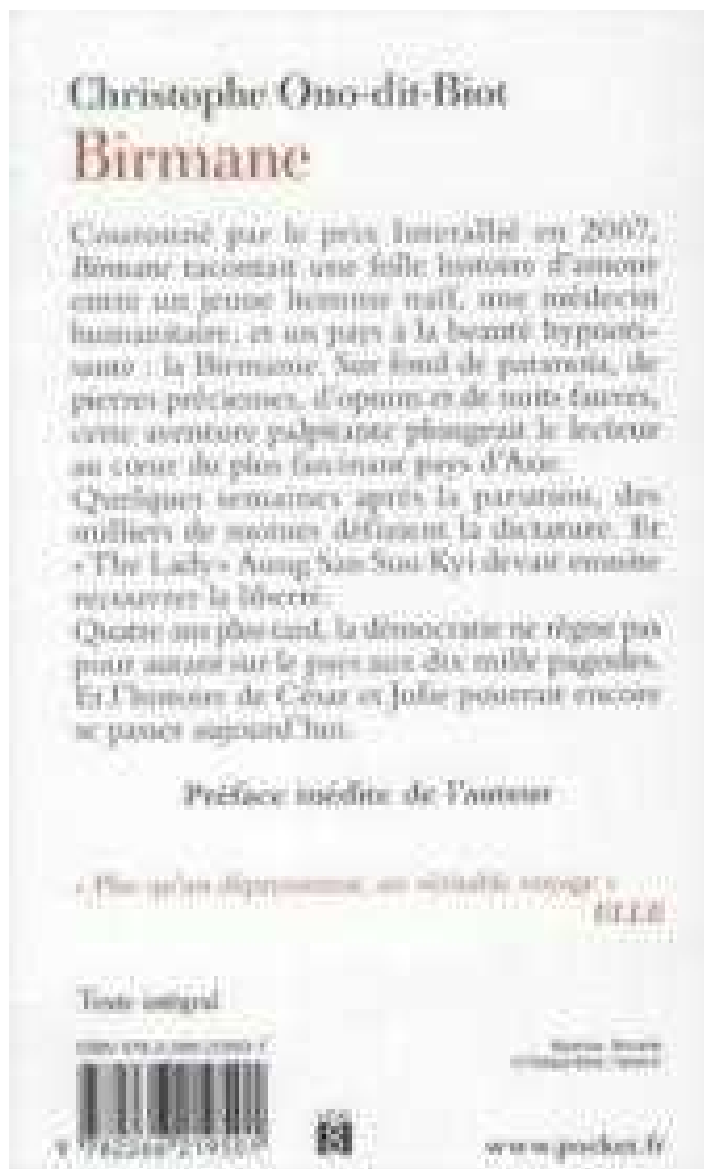 Christophe Ono-dit-Biot
Birmane
Couronné par le prix Interallié en 2007,
Birmane racontait une folle histoire d'amour
entre un jeune homme naïf, une médecin
humanitaire, et un pays à la beauté hypnoti-
sante : la Birmanie. Sur fond de paranoïa, de
pierres précieuses, d'opium et de nuits fauves,
cette aventure palpitante plongeait le lecteur
au cœur du plus fascinant pays d'Asie.
Quelques semaines après la parution, des
milliers de moines défiaient la dictature. Et
« The Lady » Aung San Suu Kyi devait ensuite
recouvrer la liberté.
Quatre ans plus tard, la démocratie ne règne pas
pour autant sur le pays aux dix mille pagodes.
Et l'histoire de César et Julie pourrait encore
se passer aujourd'hui.
Préface inédite de l'auteur
« Plus qu'un dépaysement, un véritable voyage »
ELLE
Texte intégral
www.pocket.fr